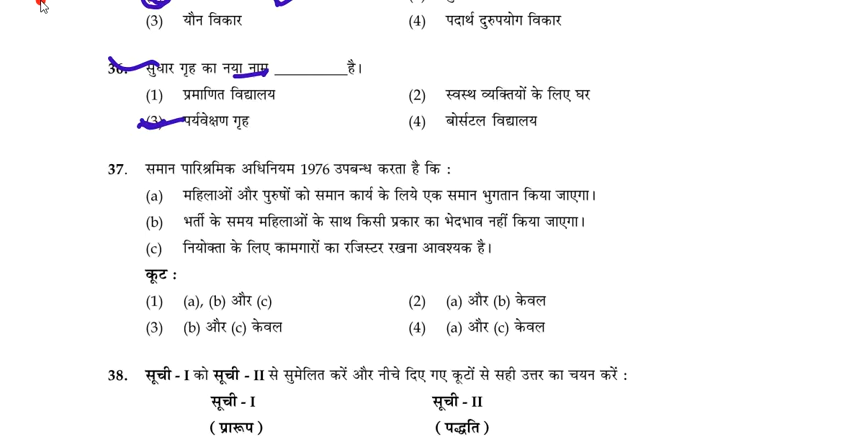 (3) यौन विकार (4) पदार्थ दुरुपयोग विकार
36. सुधार गृह का नया नाम __________ है।
(1) प्रमाणित विद्यालय (2) स्वस्थ व्यक्तियों के लिए घर
(3) पर्यवेक्षण गृह (4) बोर्सटल विद्यालय
37. समान पारिश्रमिक अधिनियम 1976 उपबन्ध करता है कि :
(a) महिलाओं और पुरुषों को समान कार्य के लिये एक समान भुगतान किया जाएगा।
(b) भर्ती के समय महिलाओं के साथ किसी प्रकार का भेदभाव नहीं किया जाएगा।
(c) नियोक्ता के लिए कामगारों का रजिस्टर रखना आवश्यक है।
कूट :
(1) (a), (b) और (c) (2) (a) और (b) केवल
(3) (b) और (c) केवल (4) (a) और (c) केवल
38. सूची - I को सूची - II से सुमेलित करें और नीचे दिए गए कूटों से सही उत्तर का चयन करें :
सूची - I सूची - II
( प्रारूप ) ( पद्धति )